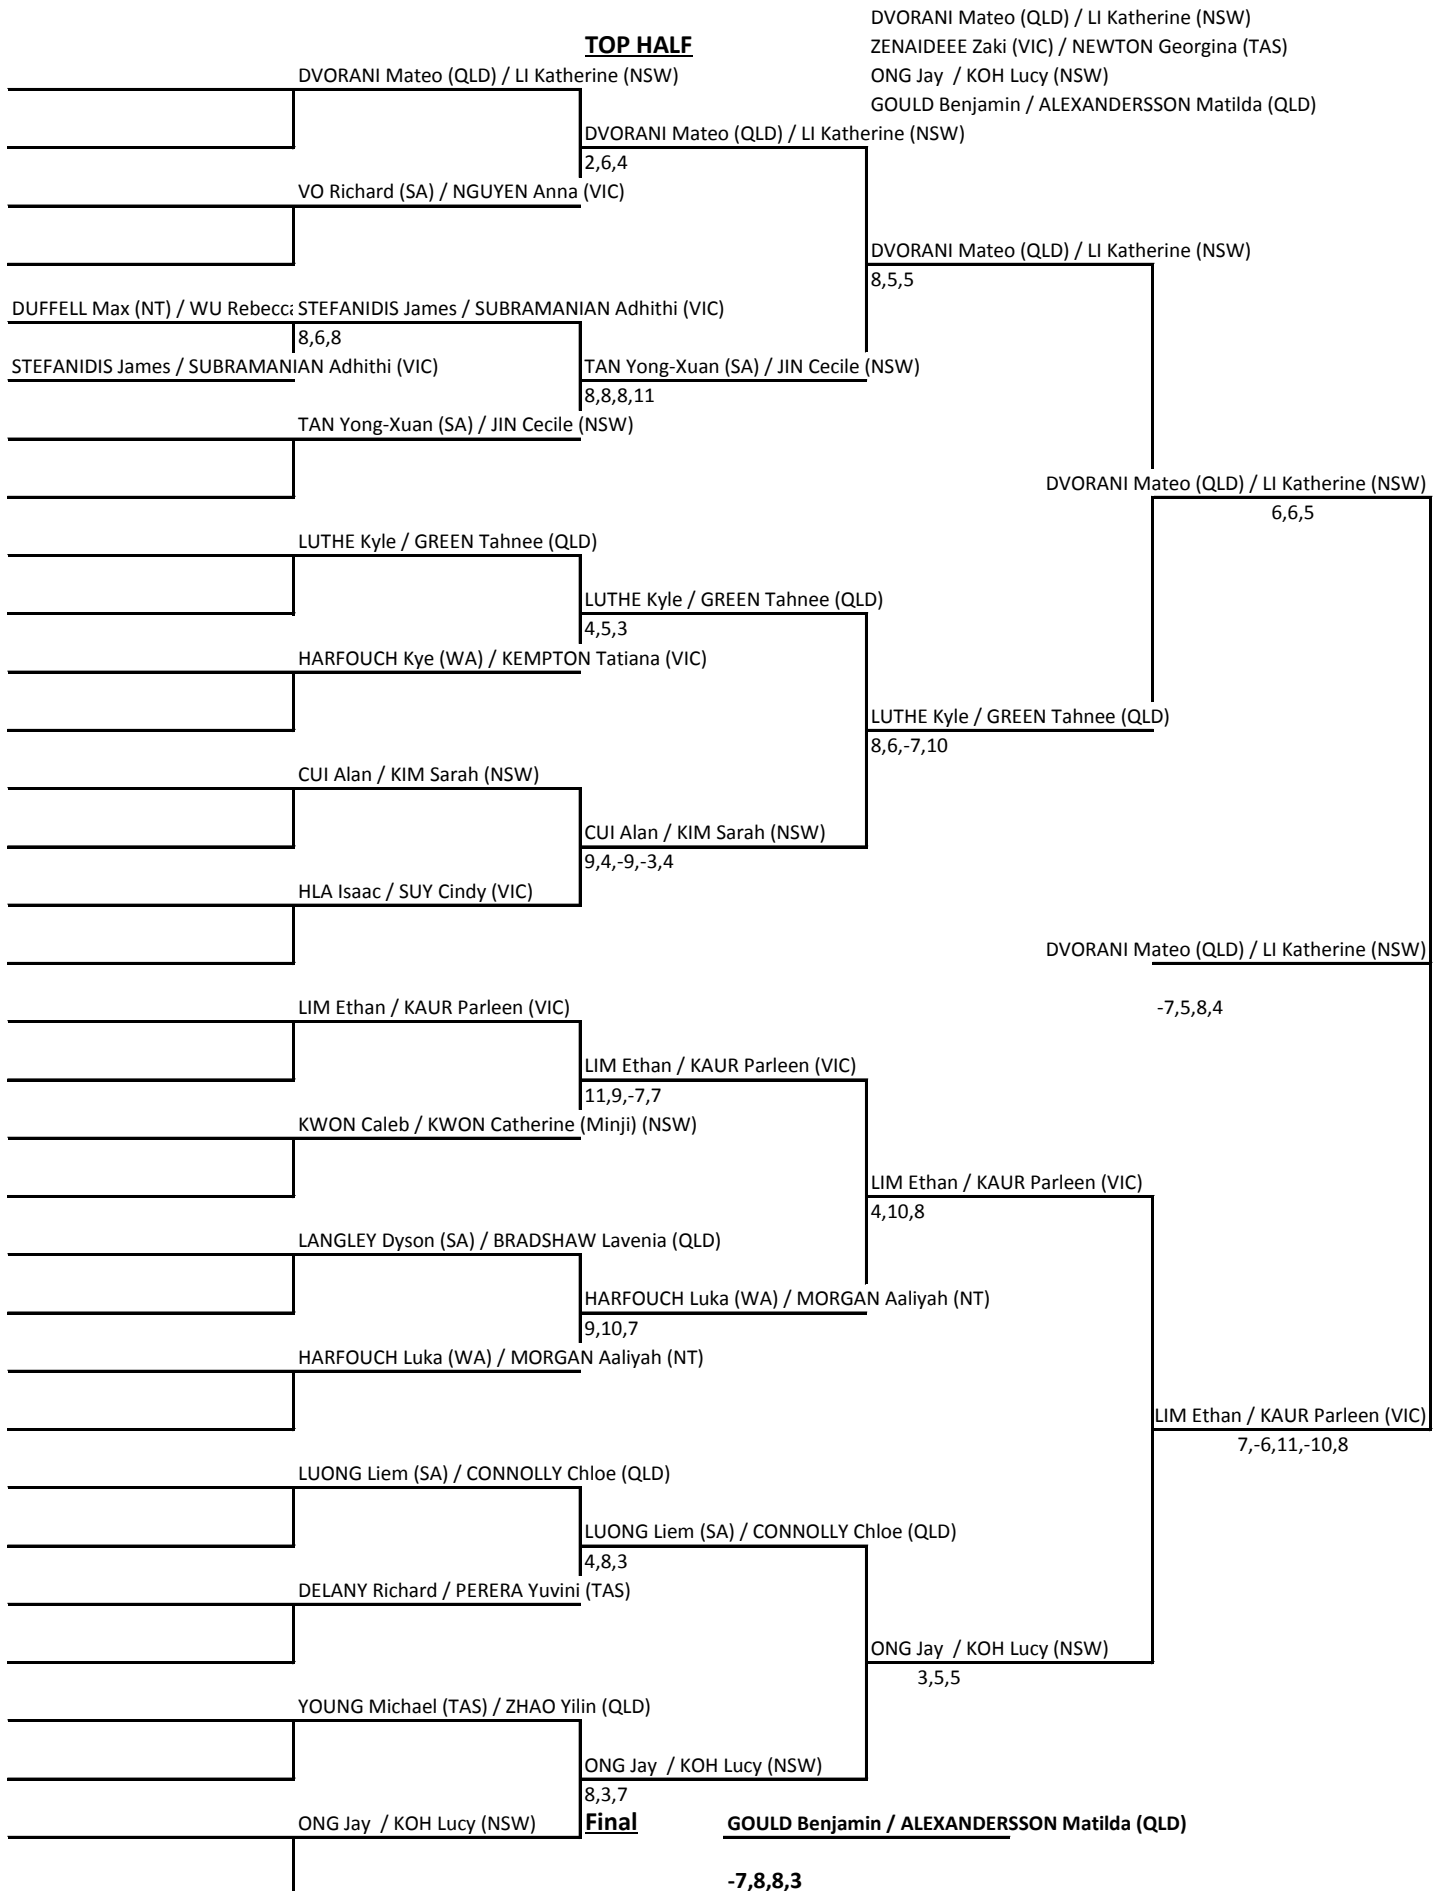 DVORANI Mateo (QLD) / LI Katherine (NSW)
TOP HALF
ZENAIDEEE Zaki (VIC) / NEWTON Georgina (TAS)
DVORANI Mateo (QLD) / LI Katherine (NSW)
ONG Jay / KOH Lucy (NSW)
GOULD Benjamin / ALEXANDERSSON Matilda (QLD)
DVORANI Mateo (QLD) / LI Katherine (NSW)
2,6,4
VO Richard (SA) / NGUYEN Anna (VIC)
DVORANI Mateo (QLD) / LI Katherine (NSW)
8,5,5
DUFFELL Max (NT) / WU Rebecca STEFANIDIS James / SUBRAMANIAN Adhithi (VIC)
8,6,8
STEFANIDIS James / SUBRAMANIAN Adhithi (VIC)
TAN Yong-Xuan (SA) / JIN Cecile (NSW)
8,8,8,11
TAN Yong-Xuan (SA) / JIN Cecile (NSW)
DVORANI Mateo (QLD) / LI Katherine (NSW)
6,6,5
LUTHE Kyle / GREEN Tahnee (QLD)
LUTHE Kyle / GREEN Tahnee (QLD)
4,5,3
HARFOUCH Kye (WA) / KEMPTON Tatiana (VIC)
LUTHE Kyle / GREEN Tahnee (QLD)
8,6,-7,10
CUI Alan / KIM Sarah (NSW)
CUI Alan / KIM Sarah (NSW)
9,4,-9,-3,4
HLA Isaac / SUY Cindy (VIC)
DVORANI Mateo (QLD) / LI Katherine (NSW)
LIM Ethan / KAUR Parleen (VIC)
-7,5,8,4
LIM Ethan / KAUR Parleen (VIC)
11,9,-7,7
KWON Caleb / KWON Catherine (Minji) (NSW)
LIM Ethan / KAUR Parleen (VIC)
4,10,8
LANGLEY Dyson (SA) / BRADSHAW Lavenia (QLD)
HARFOUCH Luka (WA) / MORGAN Aaliyah (NT)
9,10,7
HARFOUCH Luka (WA) / MORGAN Aaliyah (NT)
LIM Ethan / KAUR Parleen (VIC)
7,-6,11,-10,8
LUONG Liem (SA) / CONNOLLY Chloe (QLD)
LUONG Liem (SA) / CONNOLLY Chloe (QLD)
4,8,3
DELANY Richard / PERERA Yuvini (TAS)
ONG Jay / KOH Lucy (NSW)
3,5,5
YOUNG Michael (TAS) / ZHAO Yilin (QLD)
ONG Jay / KOH Lucy (NSW)
8,3,7
ONG Jay / KOH Lucy (NSW)
Final
GOULD Benjamin / ALEXANDERSSON Matilda (QLD)
-7,8,8,3